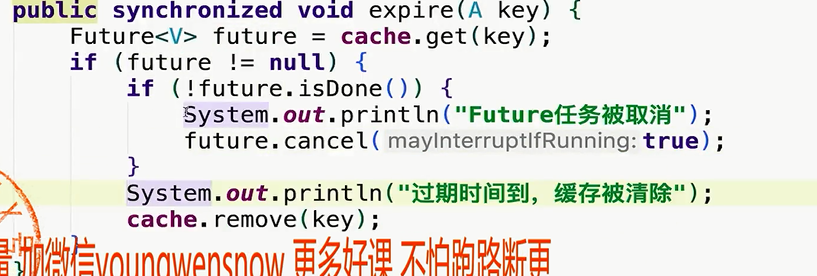 public synchronized void expire(A key) {
Future<V> future = cache.get(key);
if (future != null) {
if (!future.isDone()) {
System.out.println("Future任务被取消");
future.cancel( mayInterruptIfRunning: true);
}
System.out.println("过期时间到，缓存被清除");
cache.remove(key);
}
加微信youngwensnow 更多好课 不怕跑路断更
}